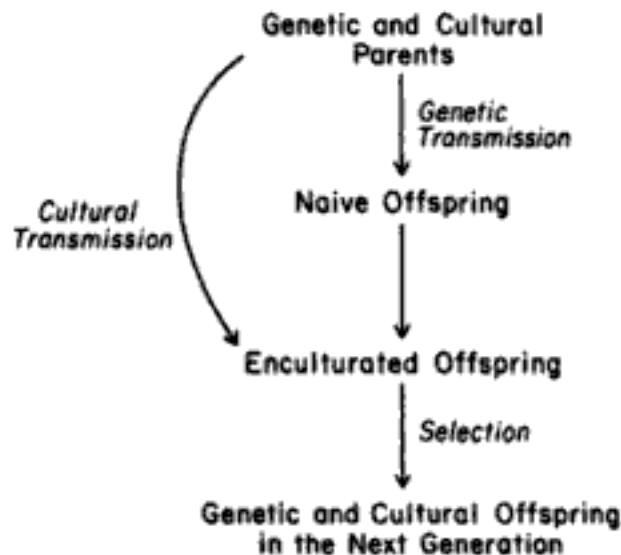 Genetic and Cultural
Parents
Genetic
Transmission
Naive Offspring
Cultural
Transmission
Enculturated Offspring
Selection
Genetic and Cultural Offspring
in the Next Generation